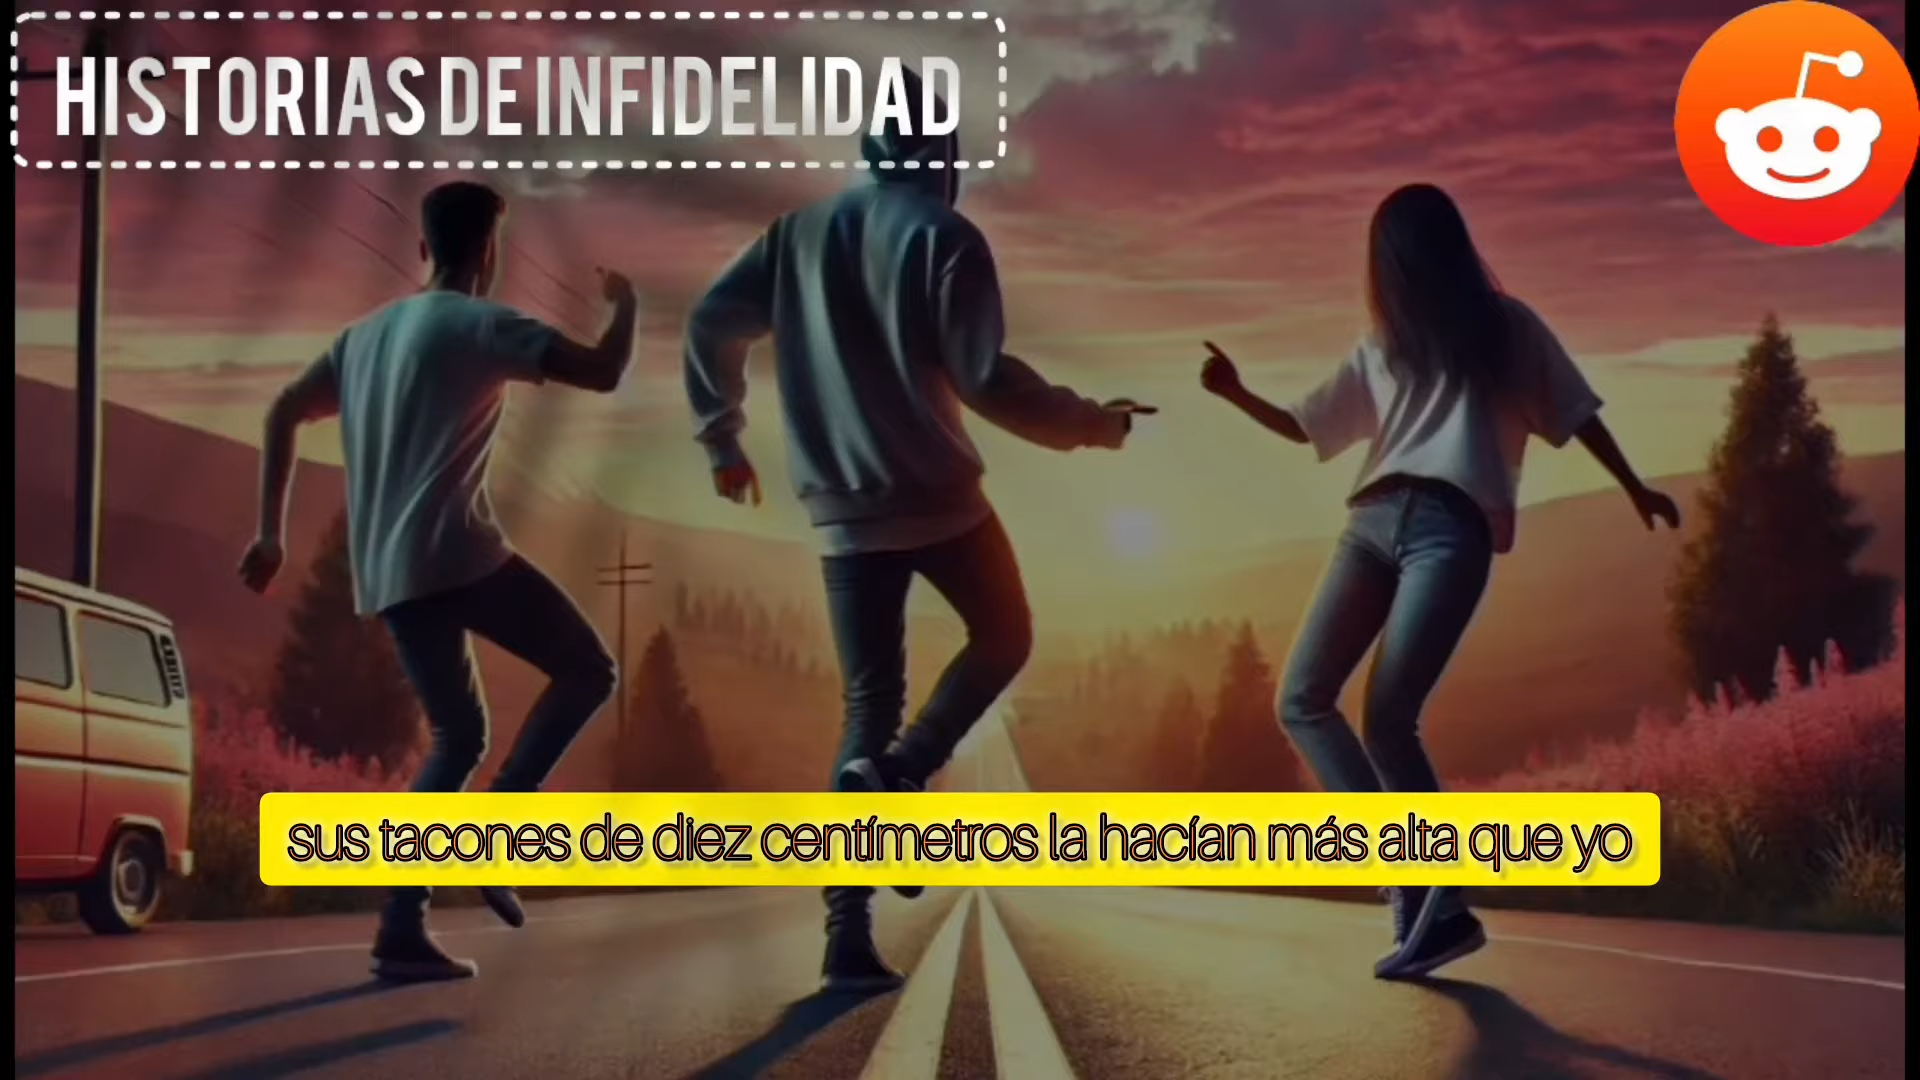 HISTORIAS DE INFIDELIDAD
sus tacones de diez centímetros la hacían más alta que yo